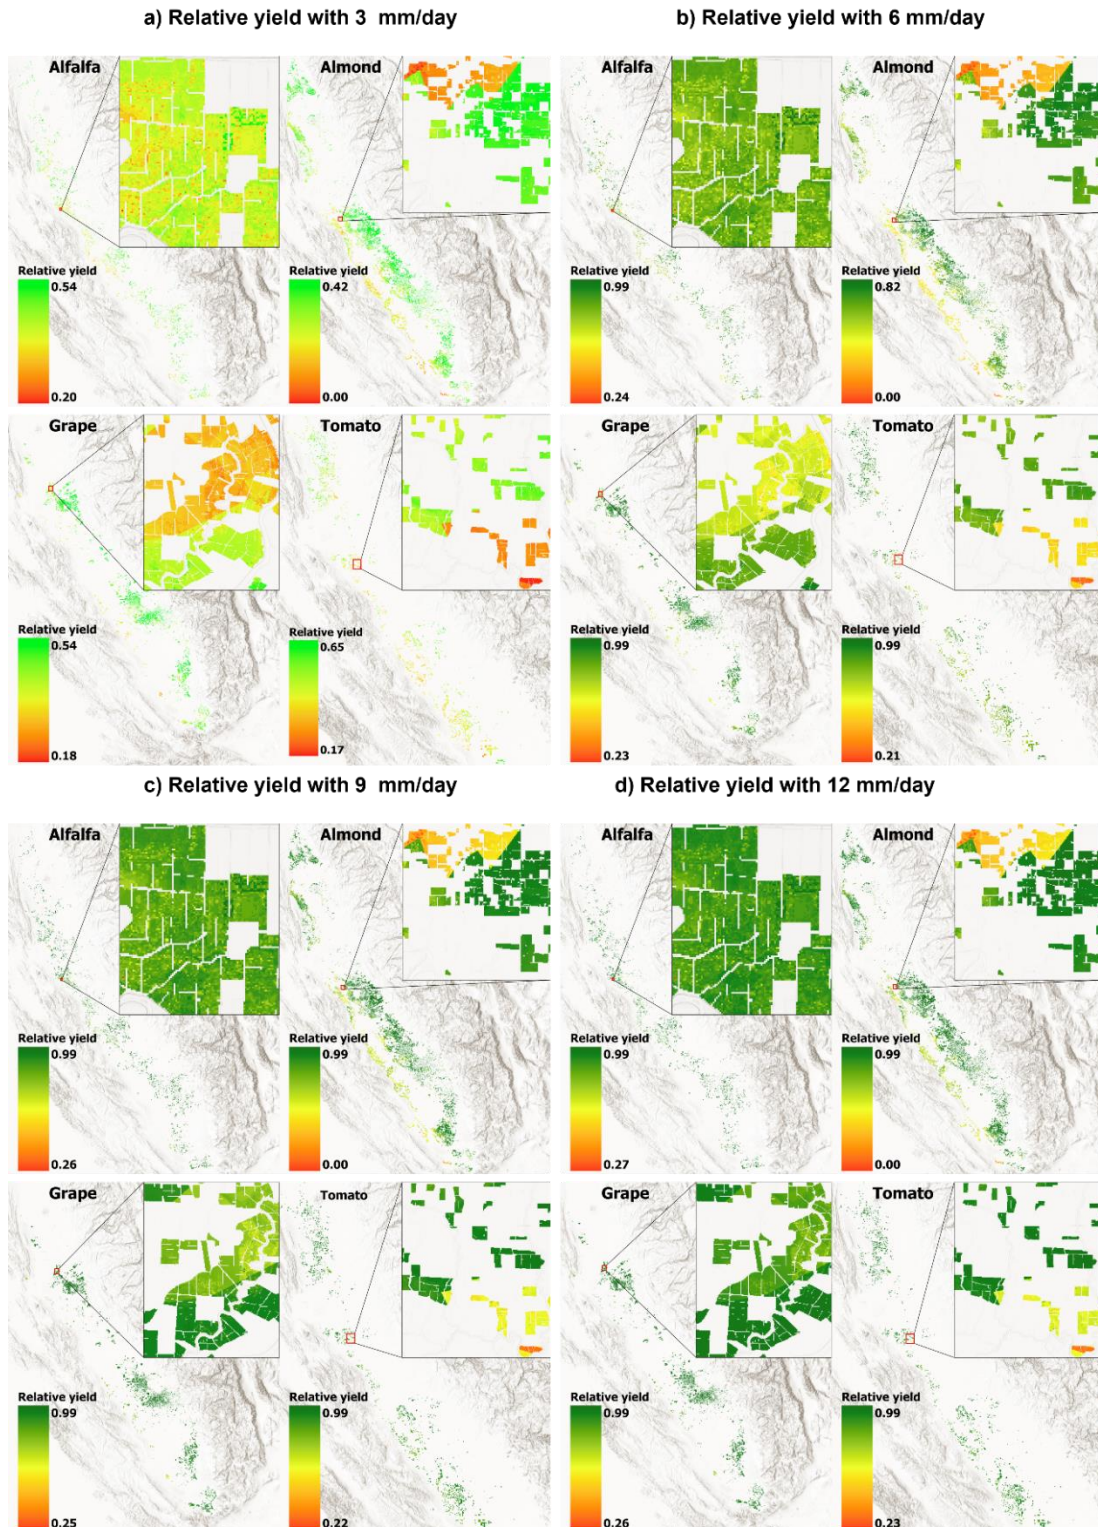 a) Relative yield with 3 mm/day
b) Relative yield with 6 mm/day
Alfalfa
Almond
Relative yield
0.54
0.20
Relative yield
0.42
0.00
Alfalfa
Almond
Relative yield
0.99
0.24
Relative yield
0.82
0.00
Grape
Tomato
Relative yield
0.54
0.18
Relative yield
0.65
0.17
Grape
Tomato
Relative yield
0.99
0.23
Relative yield
0.99
0.21
c) Relative yield with 9 mm/day
d) Relative yield with 12 mm/day
Alfalfa
Almond
Relative yield
0.99
0.26
Relative yield
0.99
0.00
Alfalfa
Almond
Relative yield
0.99
0.27
Relative yield
0.99
0.00
Grape
Tomato
Relative yield
0.99
0.25
Relative yield
0.99
0.22
Grape
Tomato
Relative yield
0.99
0.26
Relative yield
0.99
0.23